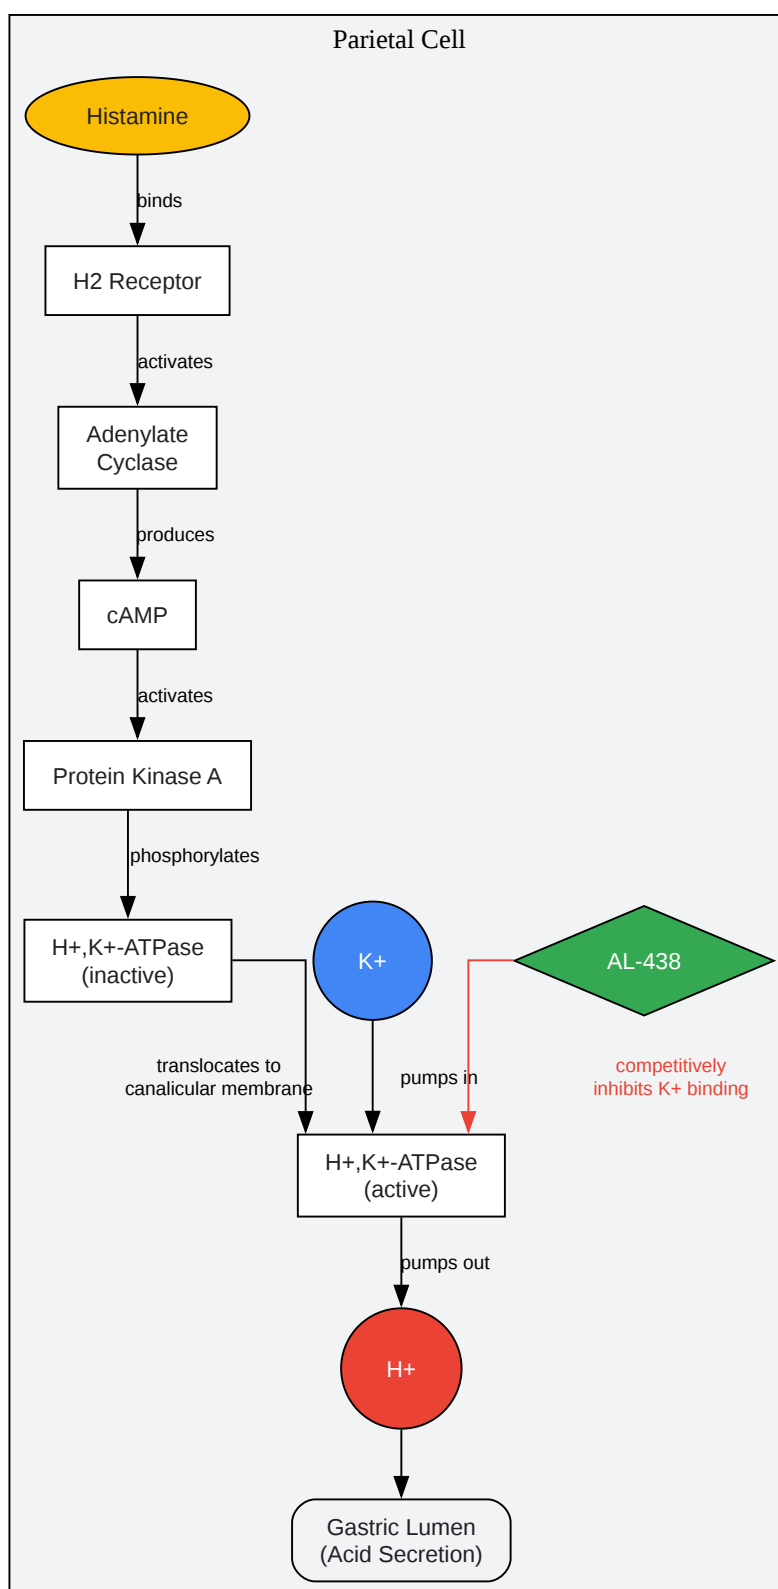 Parietal Cell
Histamine
binds
H2 Receptor
activates
Adenylate
Cyclase
produces
cAMP
activates
Protein Kinase A
phosphorylates
H+,K+-ATPase
(inactive)
K+
AL-438
translocates to
canalicular membrane
pumps in
competitively
inhibits K+ binding
H+,K+-ATPase
(active)
pumps out
H+
Gastric Lumen
(Acid Secretion)